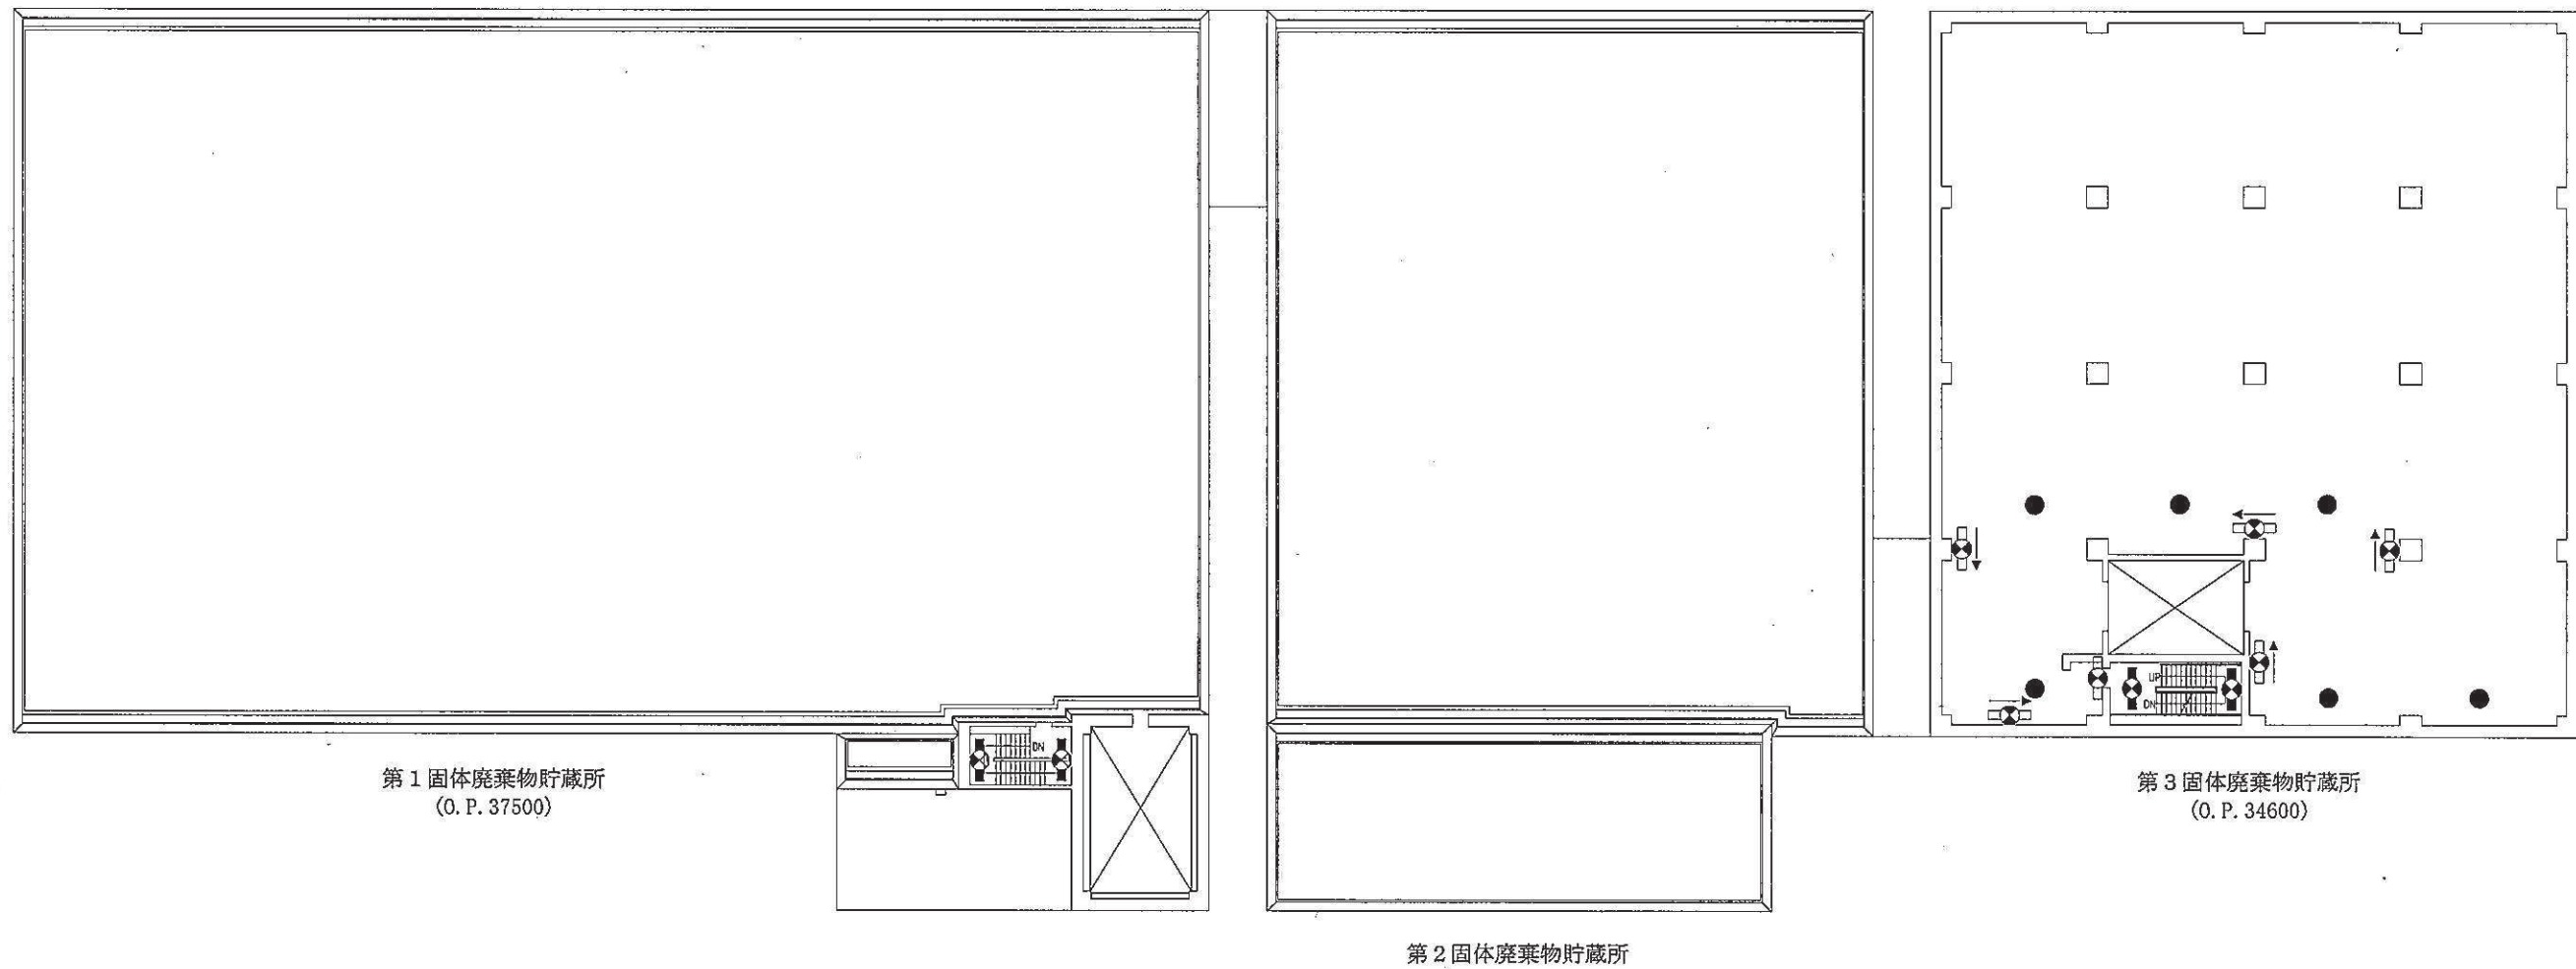 DN
第1固体廃棄物貯蔵所
(O.P.37500)
第2固体廃棄物貯蔵所
UP
DN
第3固体廃棄物貯蔵所
(O.P.34600)